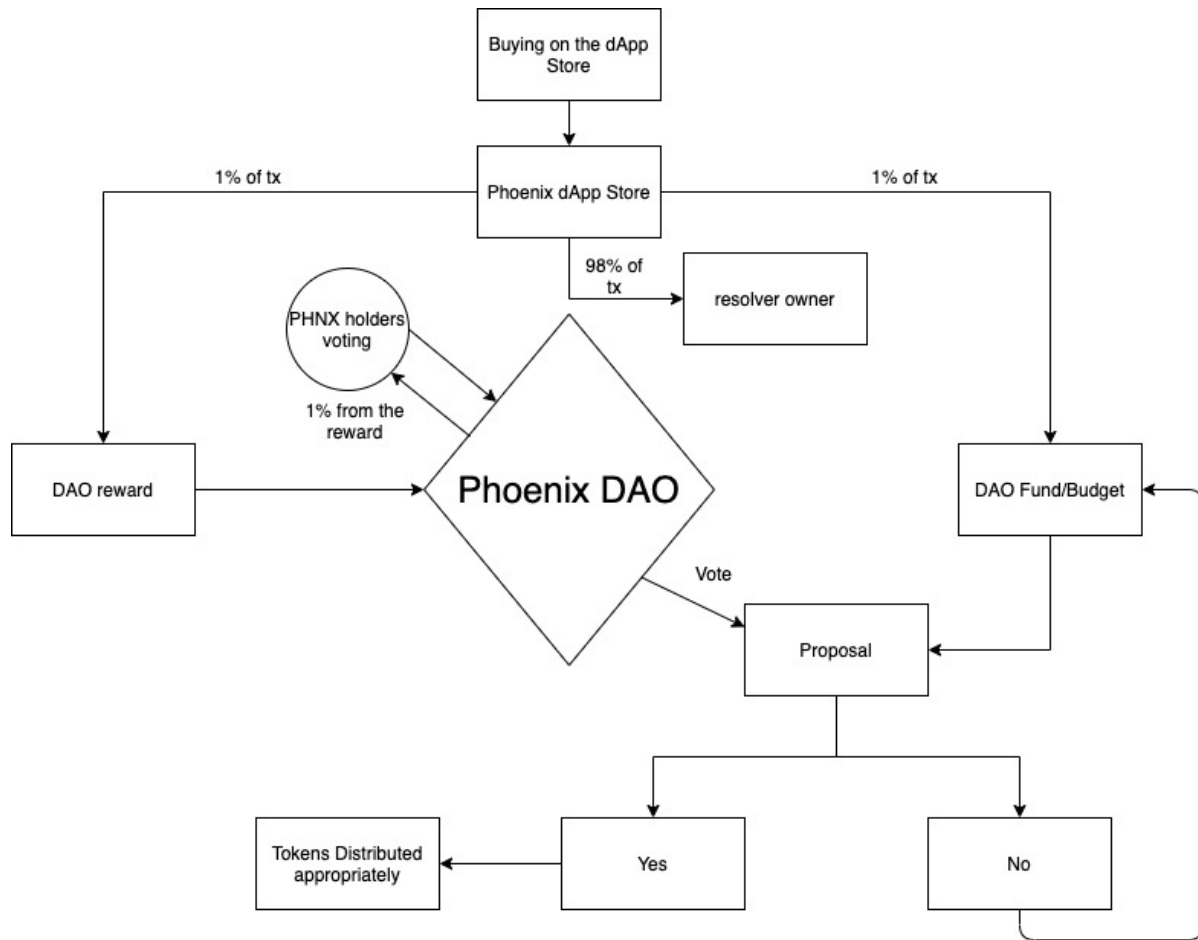 Buying on the dApp
Store
1% of tx
Phoenix dApp Store
1% of tx
98% of
tx
resolver owner
PHNX holders
voting
1% from the
reward
DAO reward
Phoenix DAO
DAO Fund/Budget
Vote
Proposal
Tokens Distributed
appropriately
Yes
No